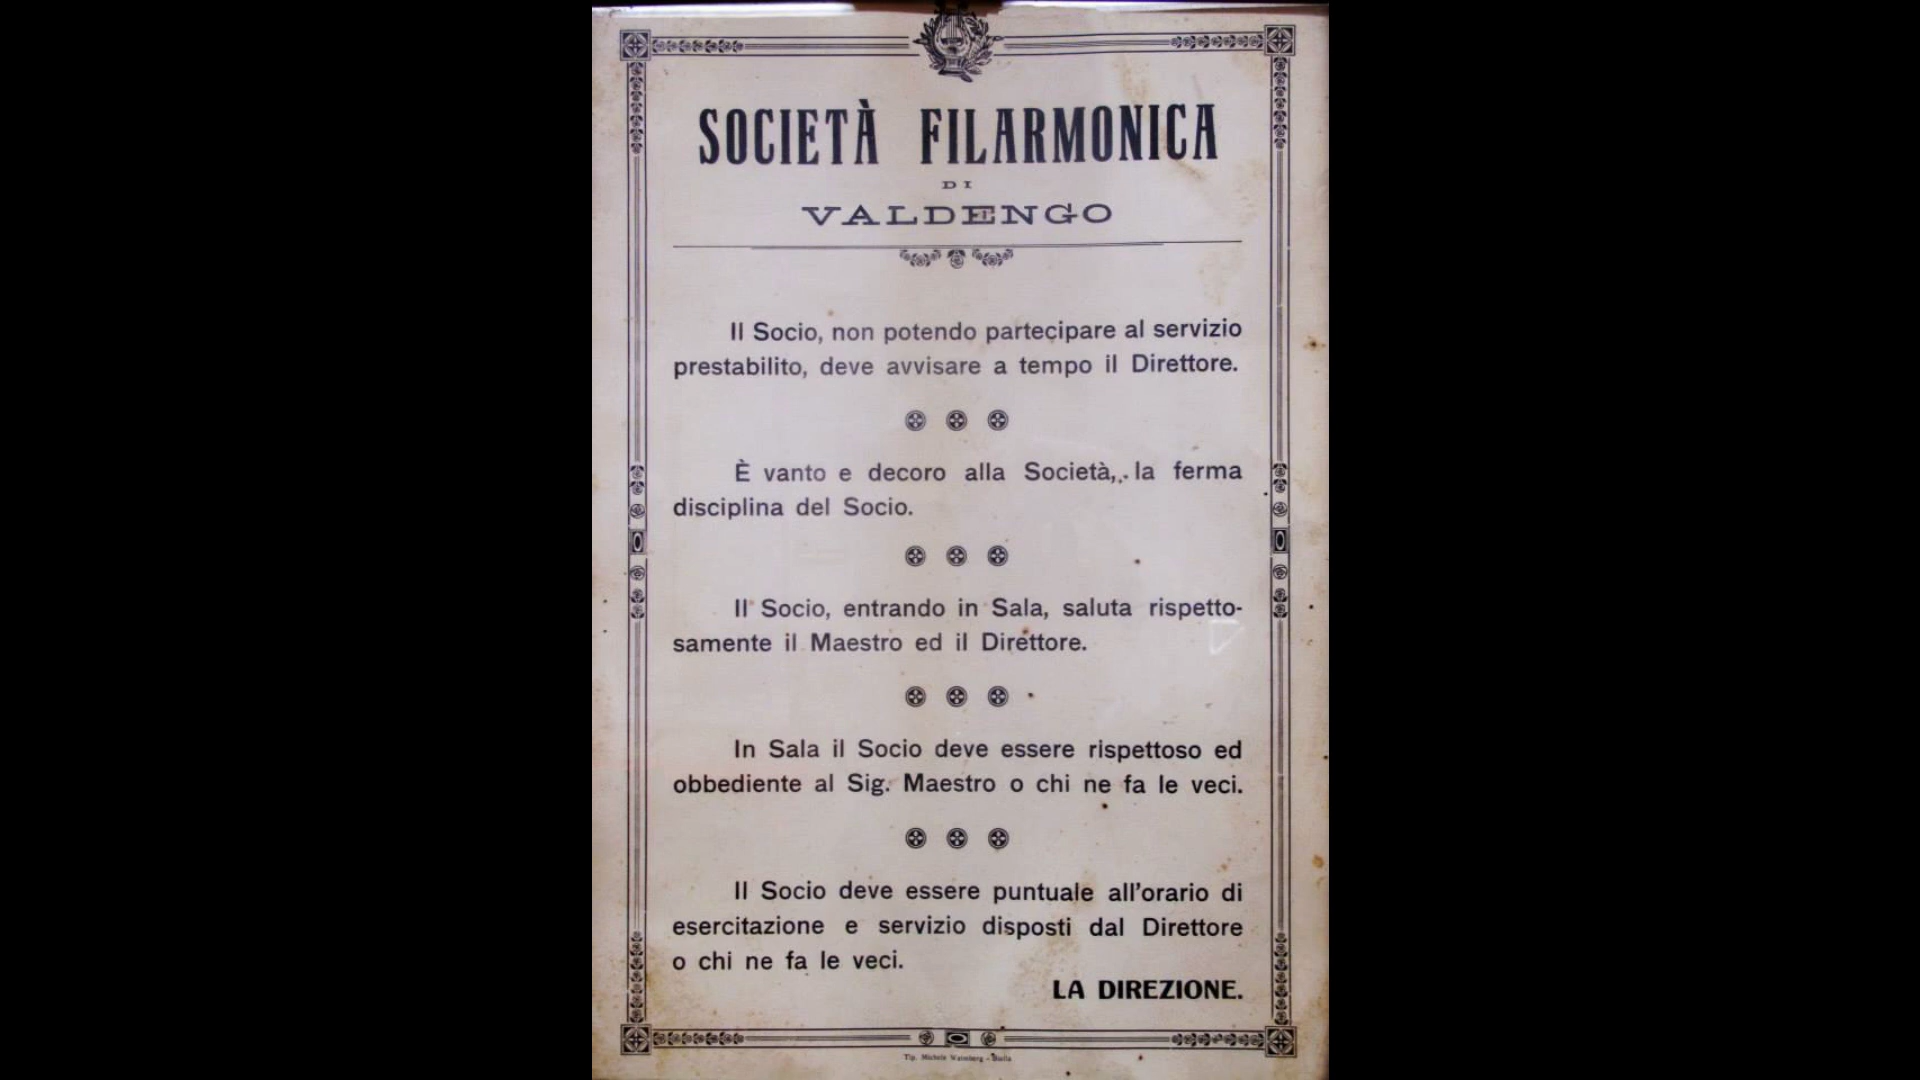 SOCIETÀ FILARMONICA
DI
VALDENGO
Il Socio, non potendo partecipare al servizio
prestabilito, deve avvisare a tempo il Direttore.
È vanto e decoro alla Società, la ferma
disciplina del Socio.
Il Socio, entrando in Sala, saluta rispetto-
samente il Maestro ed il Direttore.
In Sala il Socio deve essere rispettoso ed
obbediente al Sig. Maestro o chi ne fa le veci.
Il Socio deve essere puntuale all'orario di
esercitazione e servizio disposti dal Direttore
o chi ne fa le veci.
LA DIREZIONE.
Tip. Michele - Biella